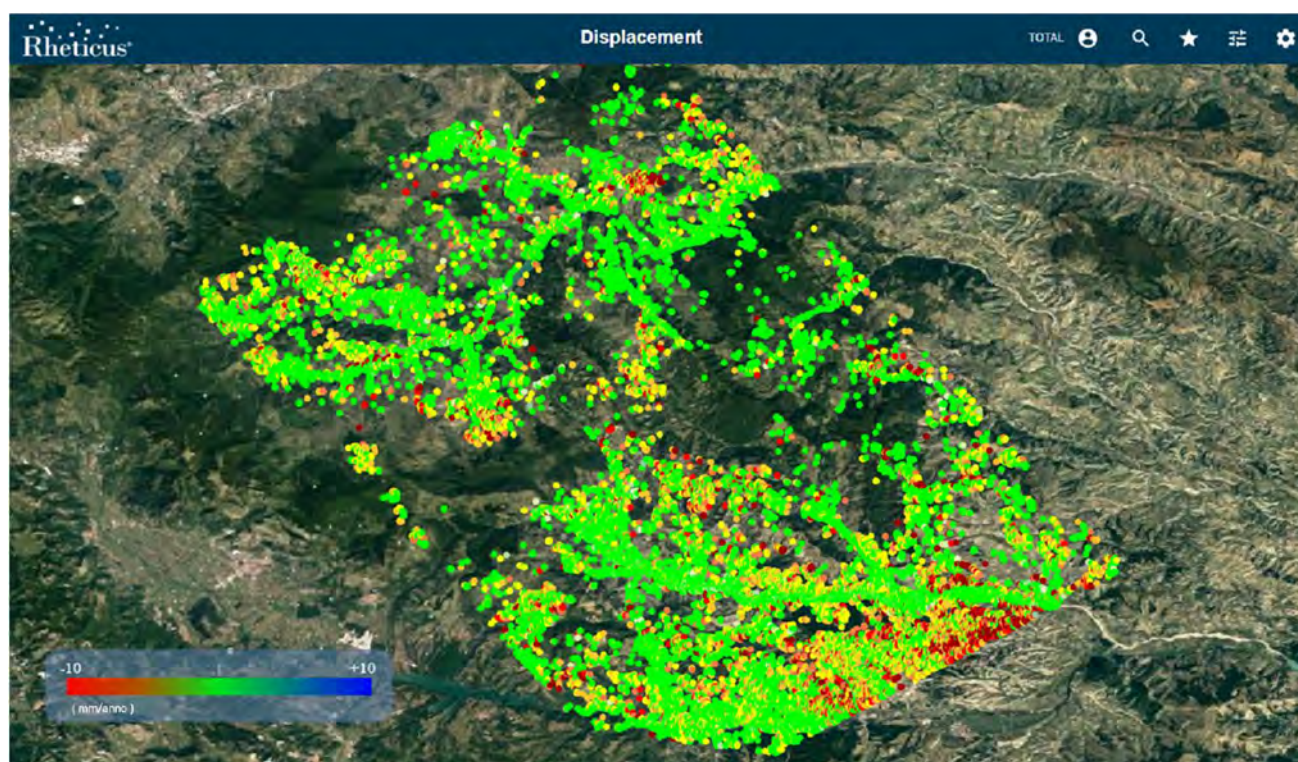 Rheticus®
Displacement
TOTAL
-10 +10
( mm/anno )